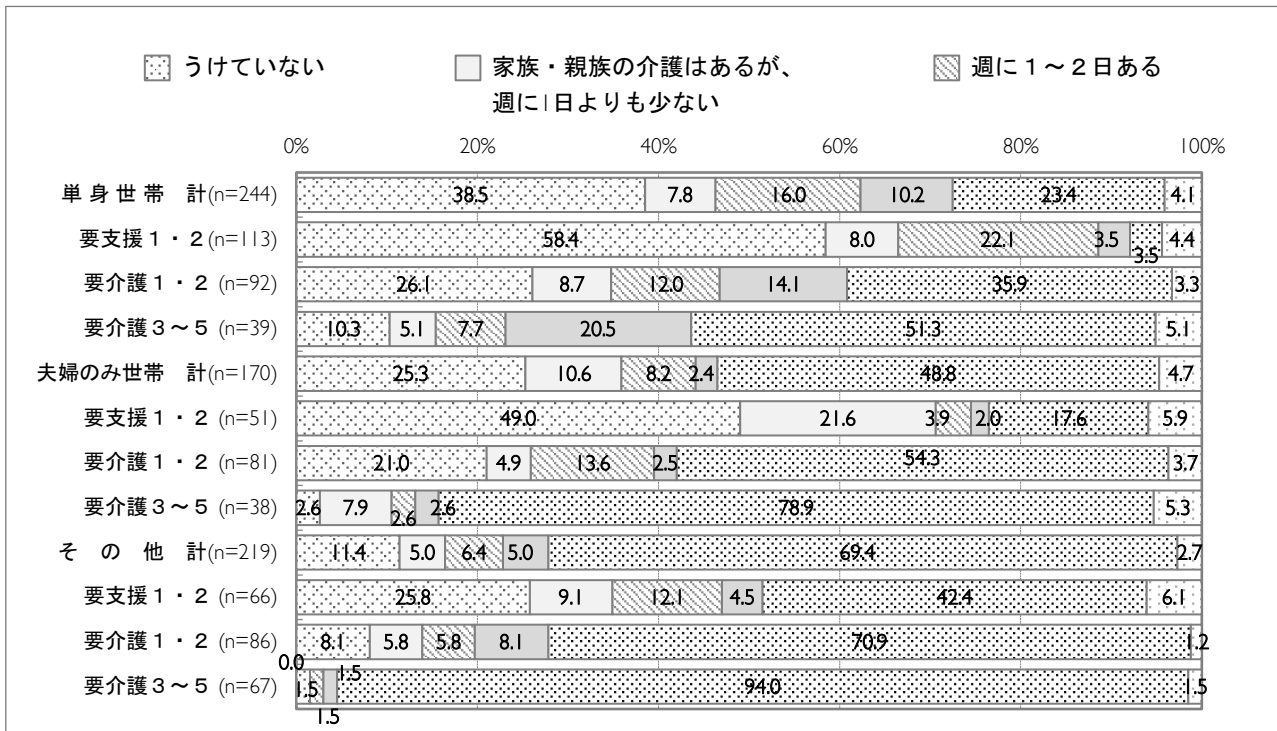 うけていない 家族・親族の介護はあるが、 週に１～２日ある
週に1日よりも少ない
0% 20% 40% 60% 80% 100%
単身世帯 計(n=244) 38.5 7.8 16.0 10.2 23.4 4.1
要支援１・２(n=113) 58.4 8.0 22.1 3.5 3.5 4.4
要介護１・２ (n=92) 26.1 8.7 12.0 14.1 35.9 3.3
要介護３～５ (n=39) 10.3 5.1 7.7 20.5 51.3 5.1
夫婦のみ世帯 計(n=170) 25.3 10.6 8.2 2.4 48.8 4.7
要支援１・２ (n=51) 49.0 21.6 3.9 2.0 17.6 5.9
要介護１・２ (n=81) 21.0 4.9 13.6 2.5 54.3 3.7
要介護３～５ (n=38) 2.6 7.9 2.6 2.6 78.9 5.3
その他 計(n=219) 11.4 5.0 6.4 5.0 69.4 2.7
要支援１・２ (n=66) 25.8 9.1 12.1 4.5 42.4 6.1
要介護１・２ (n=86) 8.1 5.8 5.8 8.1 70.9 1.2
要介護３～５ (n=67) 0.0 1.5 1.5 1.5 94.0 1.5